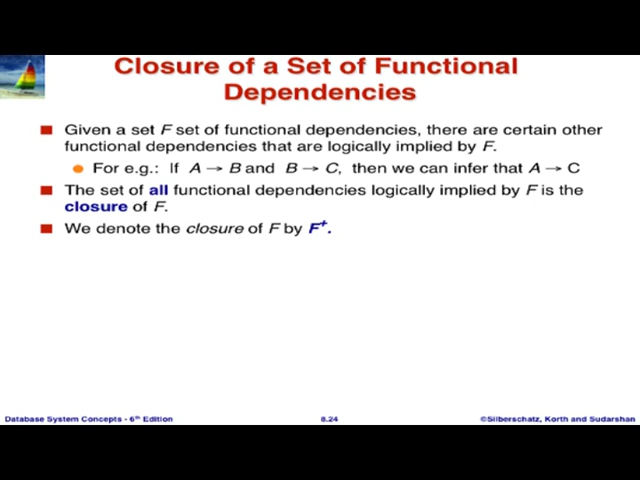 Closure of a Set of Functional
Dependencies
Given a set F set of functional dependencies, there are certain other
functional dependencies that are logically implied by F.
For e.g.: If A → B and B → C, then we can infer that A → C
The set of all functional dependencies logically implied by F is the
closure of F.
We denote the closure of F by F⁺.
Database System Concepts - 6th Edition 8.24 ©Silberschatz, Korth and Sudarshan